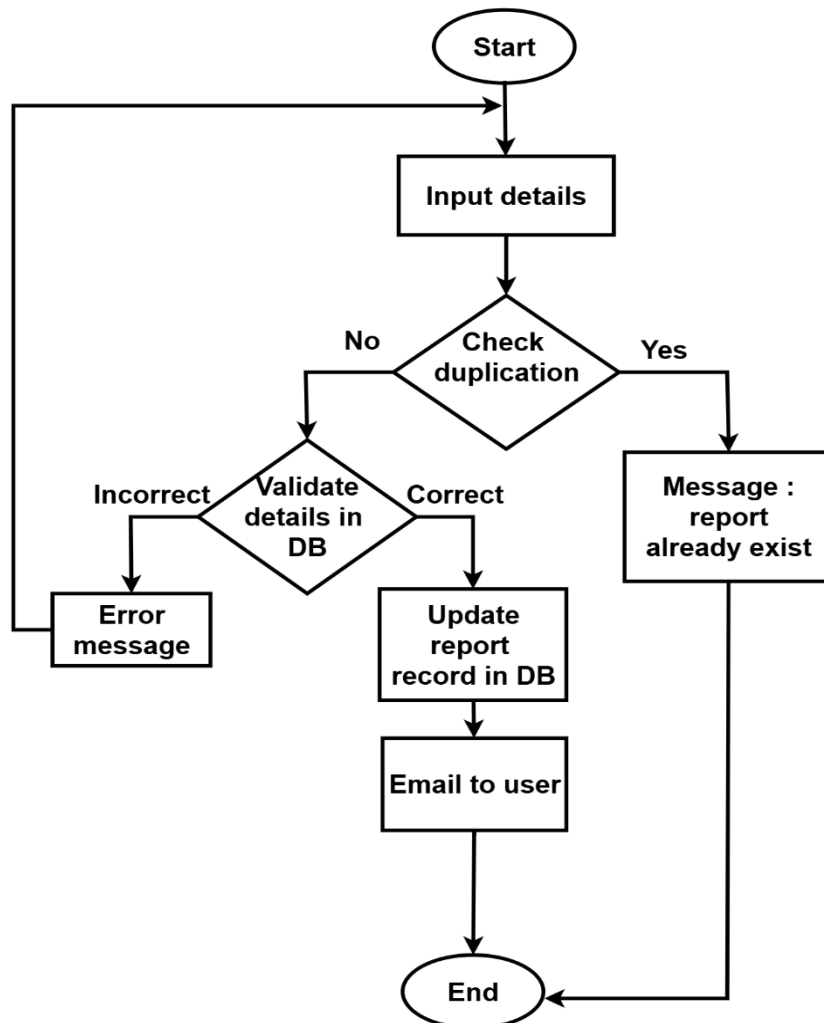 Start
Input details
No
Check
duplication
Yes
Incorrect
Validate
details in
DB
Correct
Message :
report
already exist
Error
message
Update
report
record in DB
Email to user
End